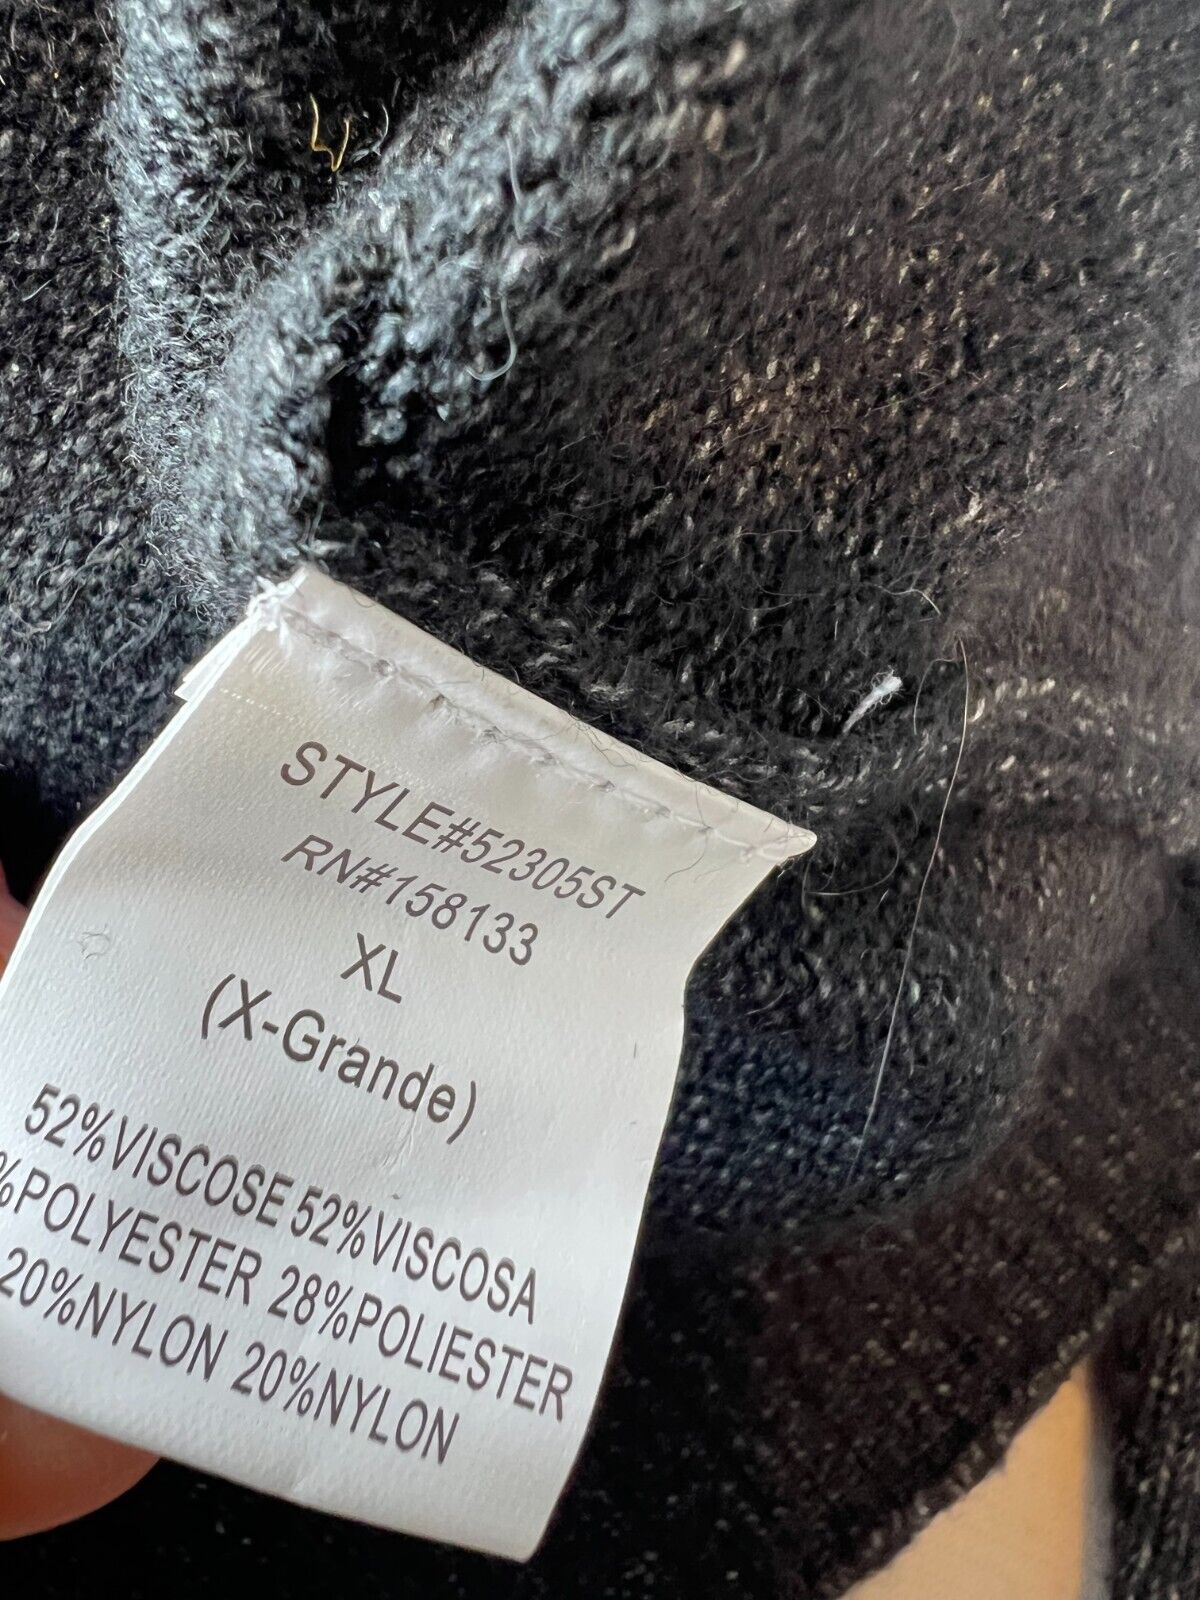 STYLE#52305ST
RN#158133
XL
(X-Grande)
52%VISCOSE 52%VISCOSA
%POLYESTER 28%POLIESTER
20%NYLON 20%NYLON